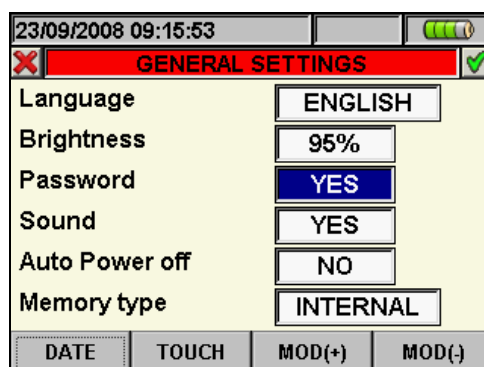 23/09/2008 09:15:53
GENERAL SETTINGS
Language ENGLISH
Brightness 95%
Password YES
Sound YES
Auto Power off NO
Memory type INTERNAL
DATE TOUCH MOD(+) MOD(-)